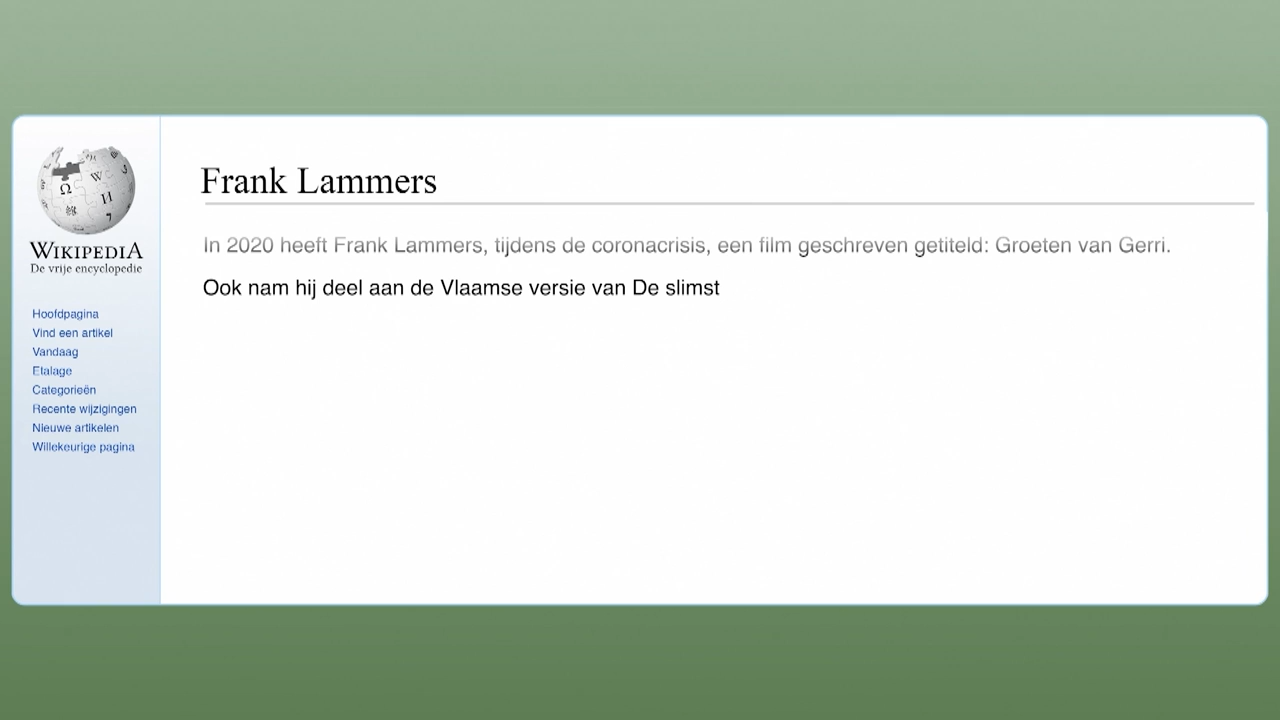 Frank Lammers
WIKIPEDIA
De vrije encyclopedie
In 2020 heeft Frank Lammers, tijdens de coronacrisis, een film geschreven getiteld: Groeten van Gerri.
Ook nam hij deel aan de Vlaamse versie van De slimst
Hoofdpagina
Vind een artikel
Vandaag
Etalage
Categorieën
Recente wijzigingen
Nieuwe artikelen
Willekeurige pagina